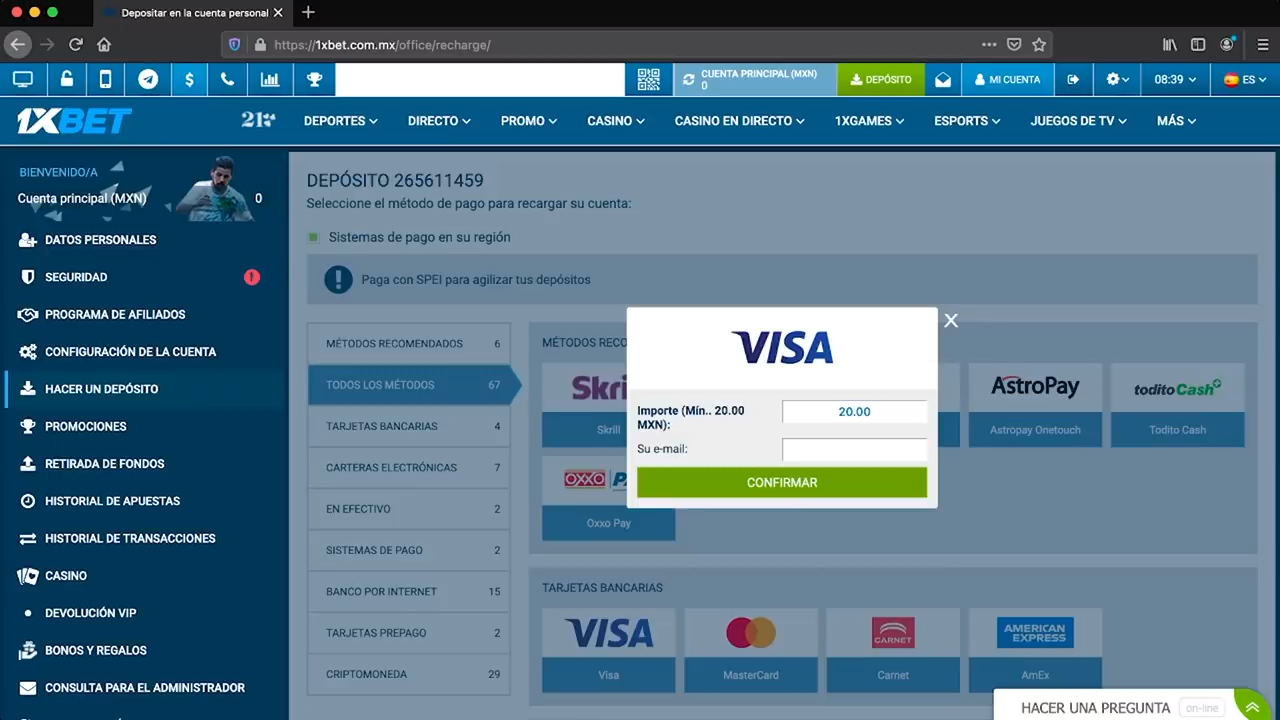 Depositar en la cuenta personal
https://1xbet.com.mx/office/recharge/
$
CUENTA PRINCIPAL (MXN)
0
DEPÓSITO
MI CUENTA
08:39
ES
1XBET
21
DEPORTES
DIRECTO
PROMO
CASINO
CASINO EN DIRECTO
1XGAMES
ESPORTS
JUEGOS DE TV
MÁS
BIENVENIDO/A
Cuenta principal (MXN) 0
DATOS PERSONALES
SEGURIDAD
PROGRAMA DE AFILIADOS
CONFIGURACIÓN DE LA CUENTA
HACER UN DEPÓSITO
PROMOCIONES
RETIRADA DE FONDOS
HISTORIAL DE APUESTAS
HISTORIAL DE TRANSACCIONES
CASINO
DEVOLUCIÓN VIP
BONOS Y REGALOS
CONSULTA PARA EL ADMINISTRADOR
DEPÓSITO 265611459
Seleccione el método de pago para recargar su cuenta:
Sistemas de pago en su región
Paga con SPEI para agilizar tus depósitos
MÉTODOS RECOMENDADOS 6
TODOS LOS MÉTODOS 67
TARJETAS BANCARIAS 4
CARTERAS ELECTRÓNICAS 7
EN EFECTIVO 2
SISTEMAS DE PAGO 2
BANCO POR INTERNET 15
TARJETAS PREPAGO 2
CRIPTOMONEDA 29
MÉTODOS RECO
Skri
Skrill
AstroPay
Astropay Onetouch
toditoCash
Todito Cash
OXXO P
Oxxo Pay
VISA
Importe (Mín.. 20.00
MXN):
20.00
Su e-mail:
CONFIRMAR
TARJETAS BANCARIAS
VISA
Visa
MasterCard
CARNET
Carnet
AMERICAN
EXPRESS
AmEx
HACER UNA PREGUNTA on-line